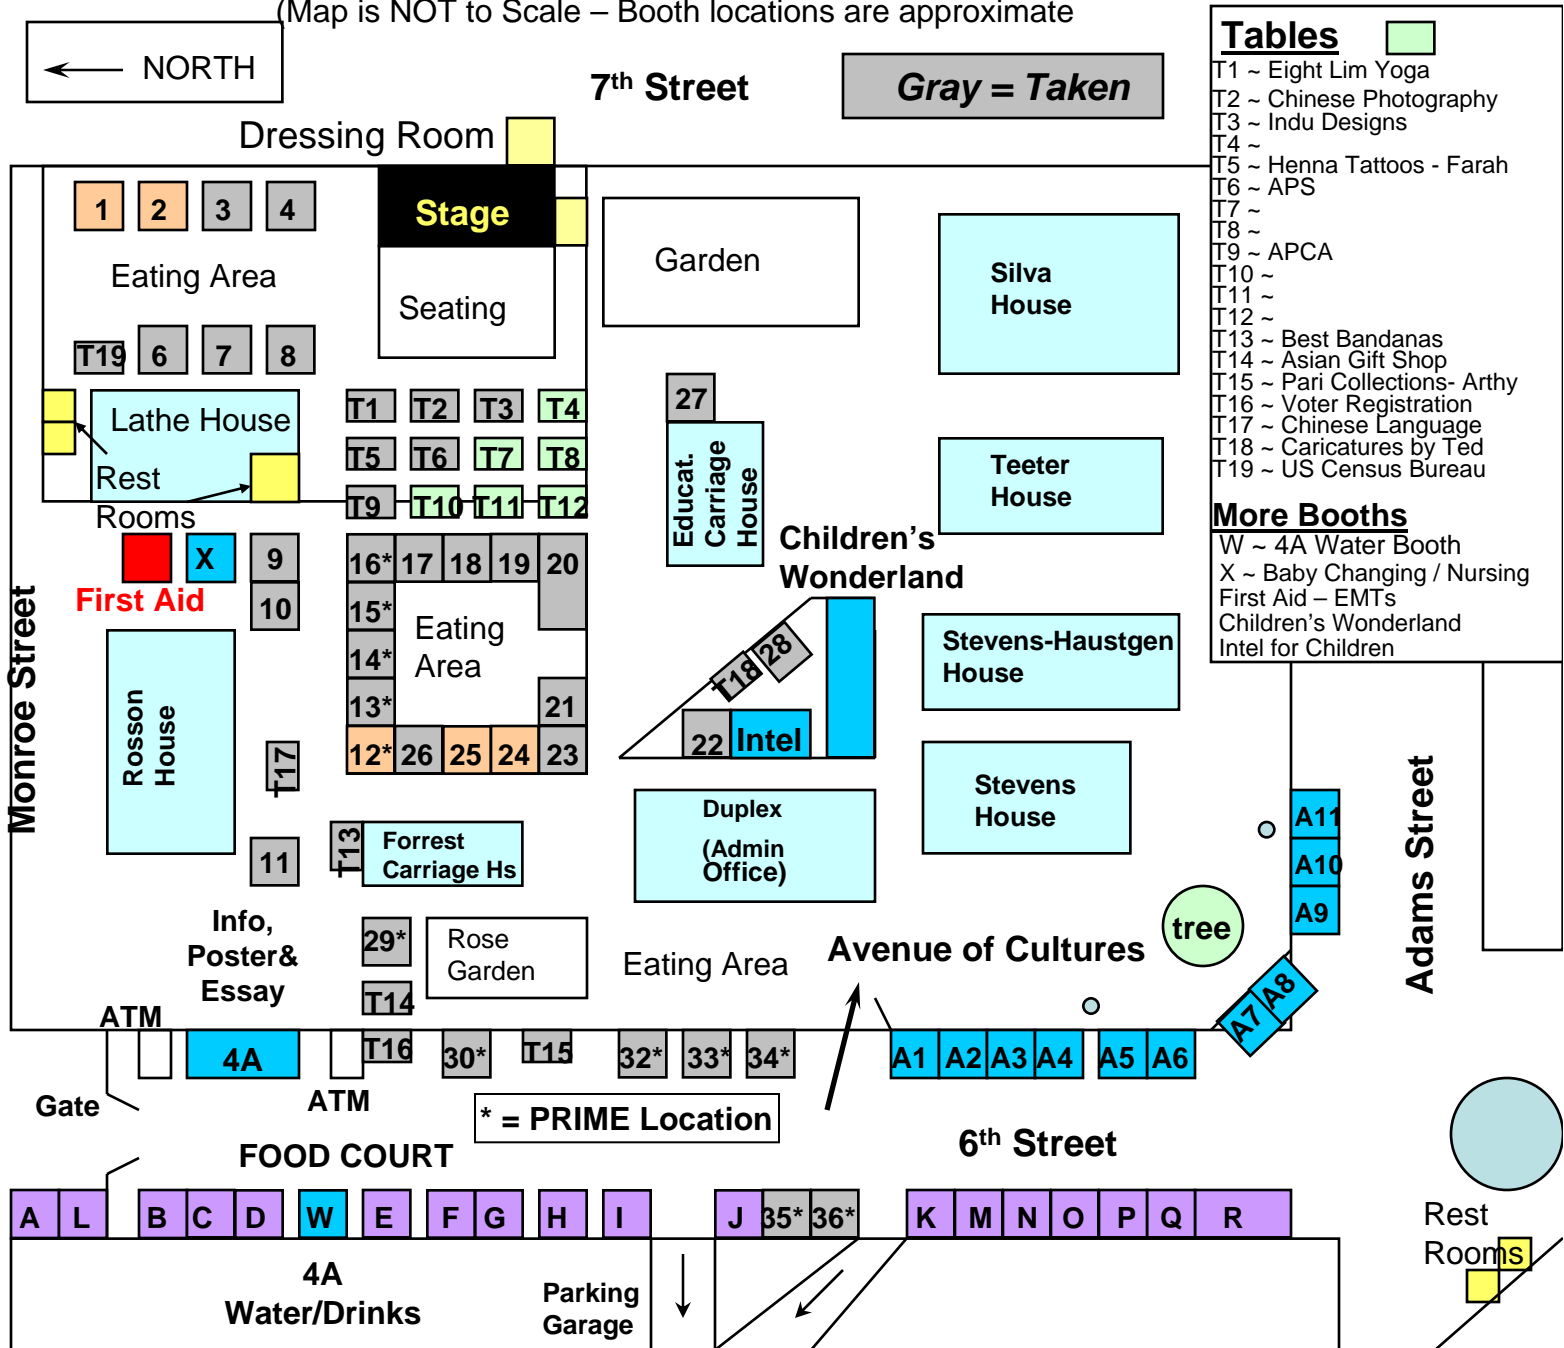 (Map is NOT to Scale – Booth locations are approximate
NORTH
7th Street
Gray = Taken
Dressing Room
Stage
1 2 3 4
Eating Area
Seating
Garden
Silva
House
T19 6 7 8
Lathe House
Rest
Rooms
T1 T2 T3 T4
T5 T6 T7 T8
T9 T10 T11 T12
27
Educat.
Carriage
House
Teeter
House
Children's
Wonderland
X 9
First Aid
10
16* 17 18 19 20
15*
14*
13*
Eating
Area
21
12* 26 25 24 23
T18 28
22 Intel
Stevens-Haustgen
House
Monroe Street
Rosson
House
T17
11
T13
Forrest
Carriage Hs
Duplex
(Admin
Office)
Stevens
House
A11
A10
A9
Adams Street
Info,
Poster&
Essay
29*
Rose
Garden
T14
Eating Area
Avenue of Cultures
tree
A8
A7
ATM
4A
T16 30* T15 32* 33* 34*
A1 A2 A3 A4 A5 A6
Gate
ATM
* = PRIME Location
6th Street
FOOD COURT
A L B C D W E F G H I J 35* 36* K M N O P Q R
4A
Water/Drinks
Parking
Garage
Rest
Rooms
Tables
T1 ~ Eight Lim Yoga
T2 ~ Chinese Photography
T3 ~ Indu Designs
T4 ~
T5 ~ Henna Tattoos - Farah
T6 ~ APS
T7 ~
T8 ~
T9 ~ APCA
T10 ~
T11 ~
T12 ~
T13 ~ Best Bandanas
T14 ~ Asian Gift Shop
T15 ~ Pari Collections- Arthy
T16 ~ Voter Registration
T17 ~ Chinese Language
T18 ~ Caricatures by Ted
T19 ~ US Census Bureau
More Booths
W ~ 4A Water Booth
X ~ Baby Changing / Nursing
First Aid – EMTs
Children's Wonderland
Intel for Children